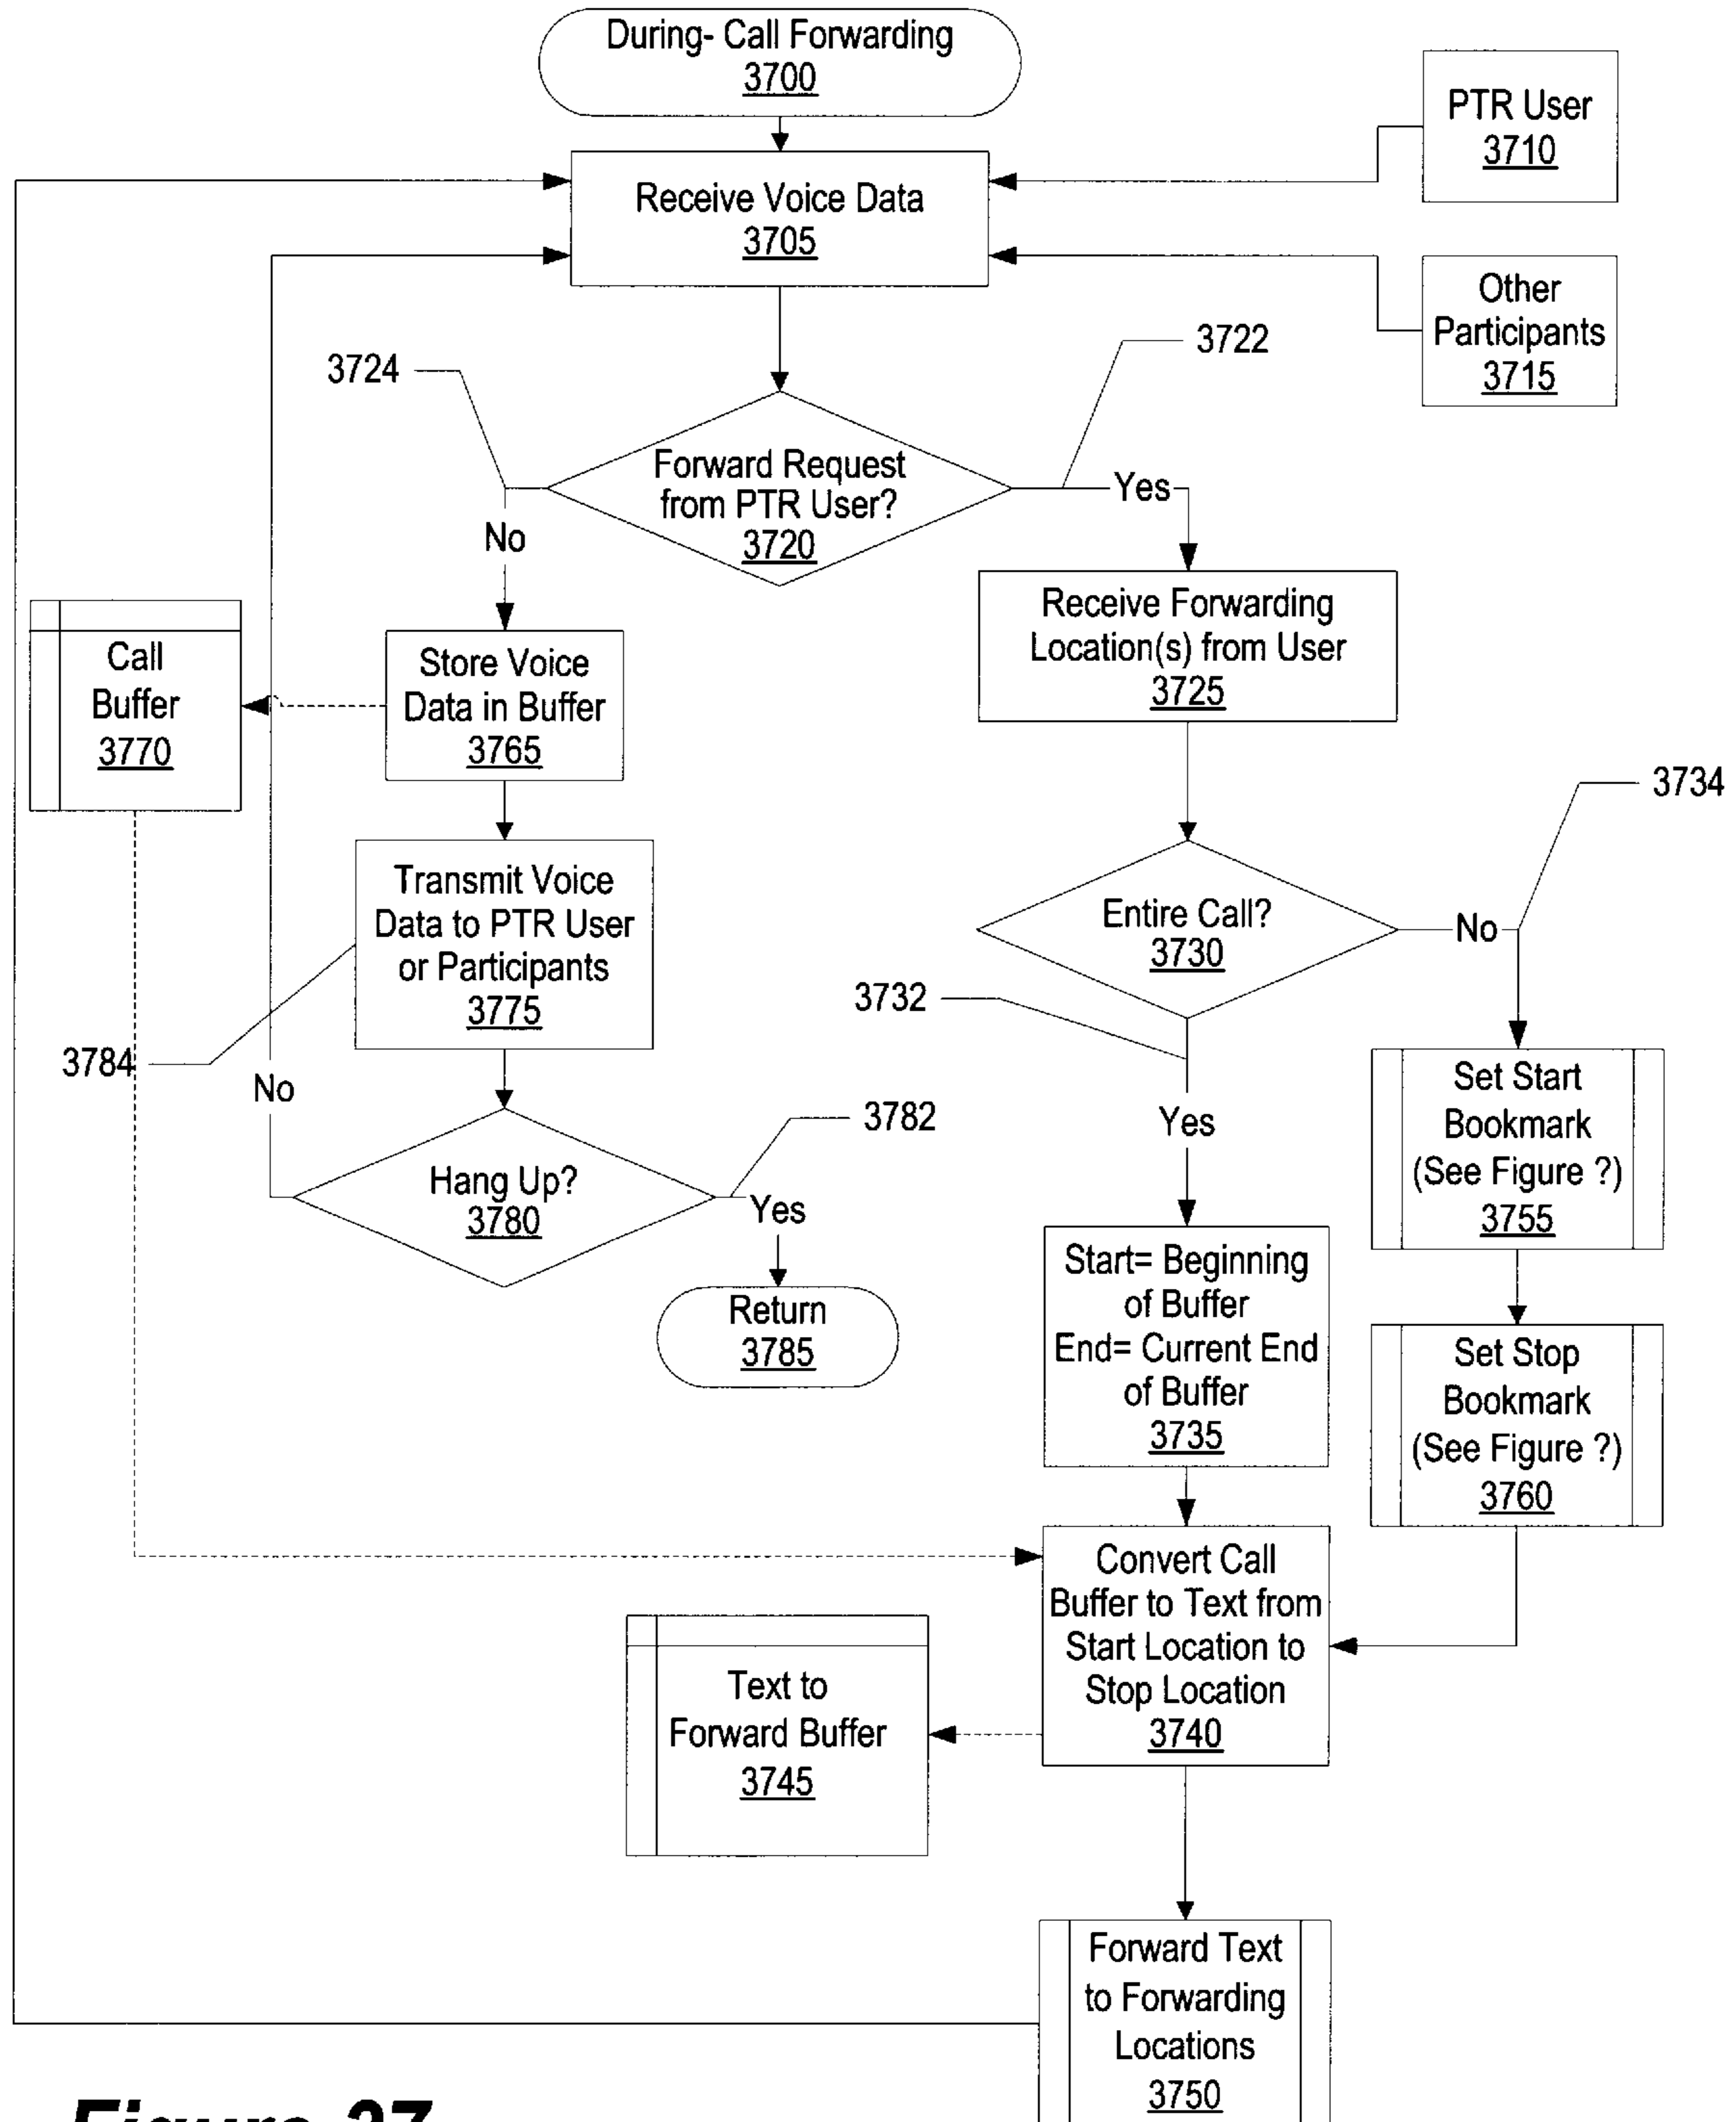 During- Call Forwarding
3700
PTR User
3710
Receive Voice Data
3705
Other
Participants
3715
3724
3722
Forward Request
from PTR User?
3720
Yes
No
Receive Forwarding
Location(s) from User
3725
Call
Buffer
3770
Store Voice
Data in Buffer
3765
3734
Transmit Voice
Data to PTR User
or Participants
3775
Entire Call?
3730
No
3732
3784
No
Yes
Set Start
Bookmark
(See Figure ?)
3755
3782
Hang Up?
3780
Yes
Return
3785
Start= Beginning
of Buffer
End= Current End
of Buffer
3735
Set Stop
Bookmark
(See Figure ?)
3760
Convert Call
Buffer to Text from
Start Location to
Stop Location
3740
Text to
Forward Buffer
3745
Forward Text
to Forwarding
Locations
3750
Figure 37